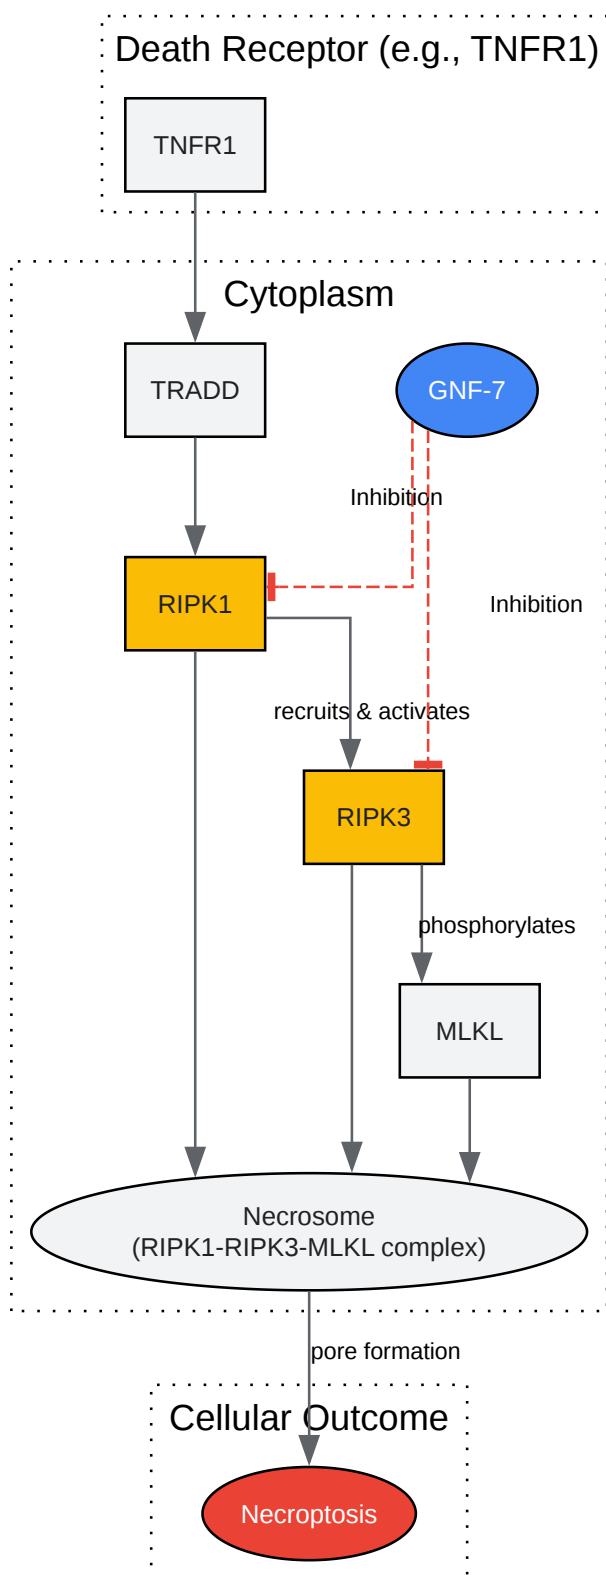 Death Receptor (e.g., TNFR1)
TNFR1
Cytoplasm
TRADD
GNF-7
Inhibition
RIPK1
Inhibition
recruits & activates
RIPK3
phosphorylates
MLKL
Necrosome
(RIPK1-RIPK3-MLKL complex)
pore formation
Cellular Outcome
Necroptosis